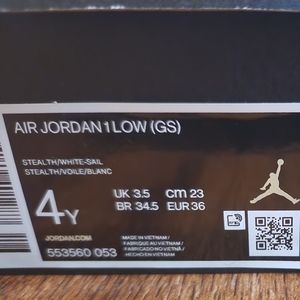 AIR JORDAN 1 LOW (GS)
STEALTH/WHITE-SAIL
STEALTH/VOILE/BLANC
4Y
UK 3.5 cm 23
BR 34.5 EUR 36
JORDAN.COM
553560 053
MADE IN VIETNAM
/ FABRIQUÉ AU VIETNAM
/ FABRICADO NO VIETNÃ
/ HECHO EN VIETNAM